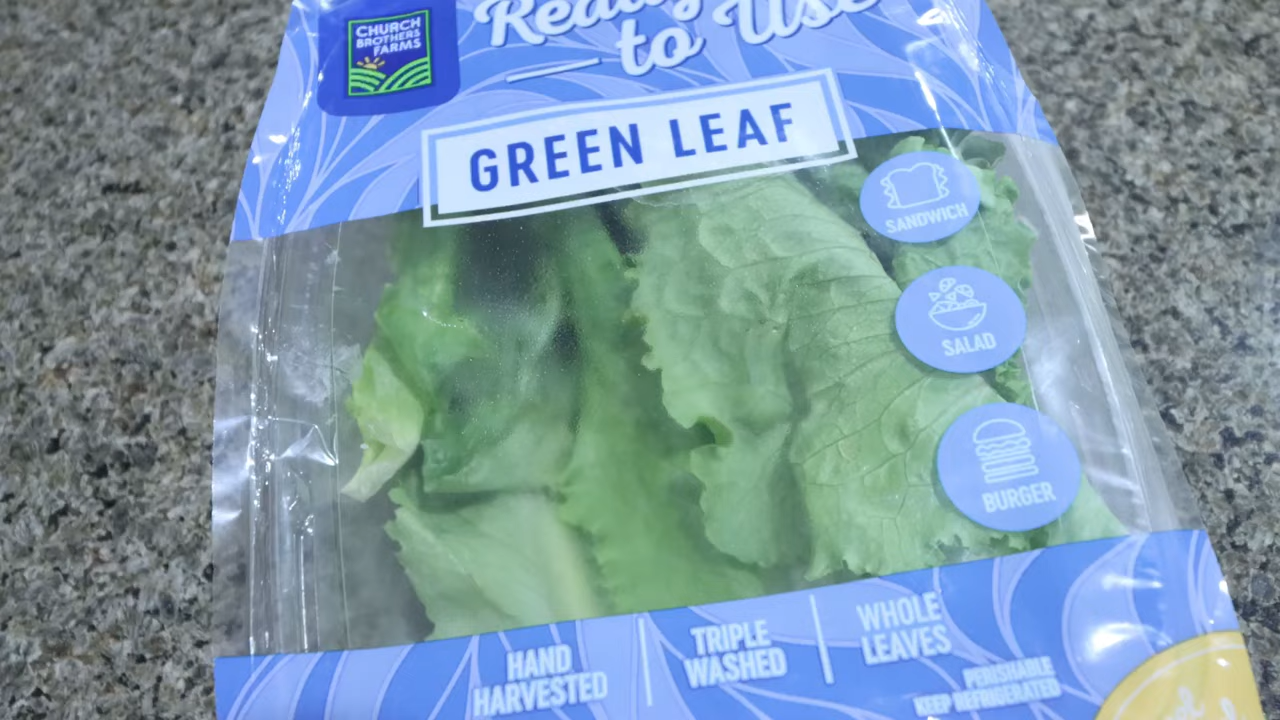 CHURCH
BROTHERS
FARMS
Ready
to Use
GREEN LEAF
SANDWICH
SALAD
BURGER
HAND
HARVESTED
TRIPLE
WASHED
WHOLE
LEAVES
PERISHABLE
KEEP REFRIGERATED